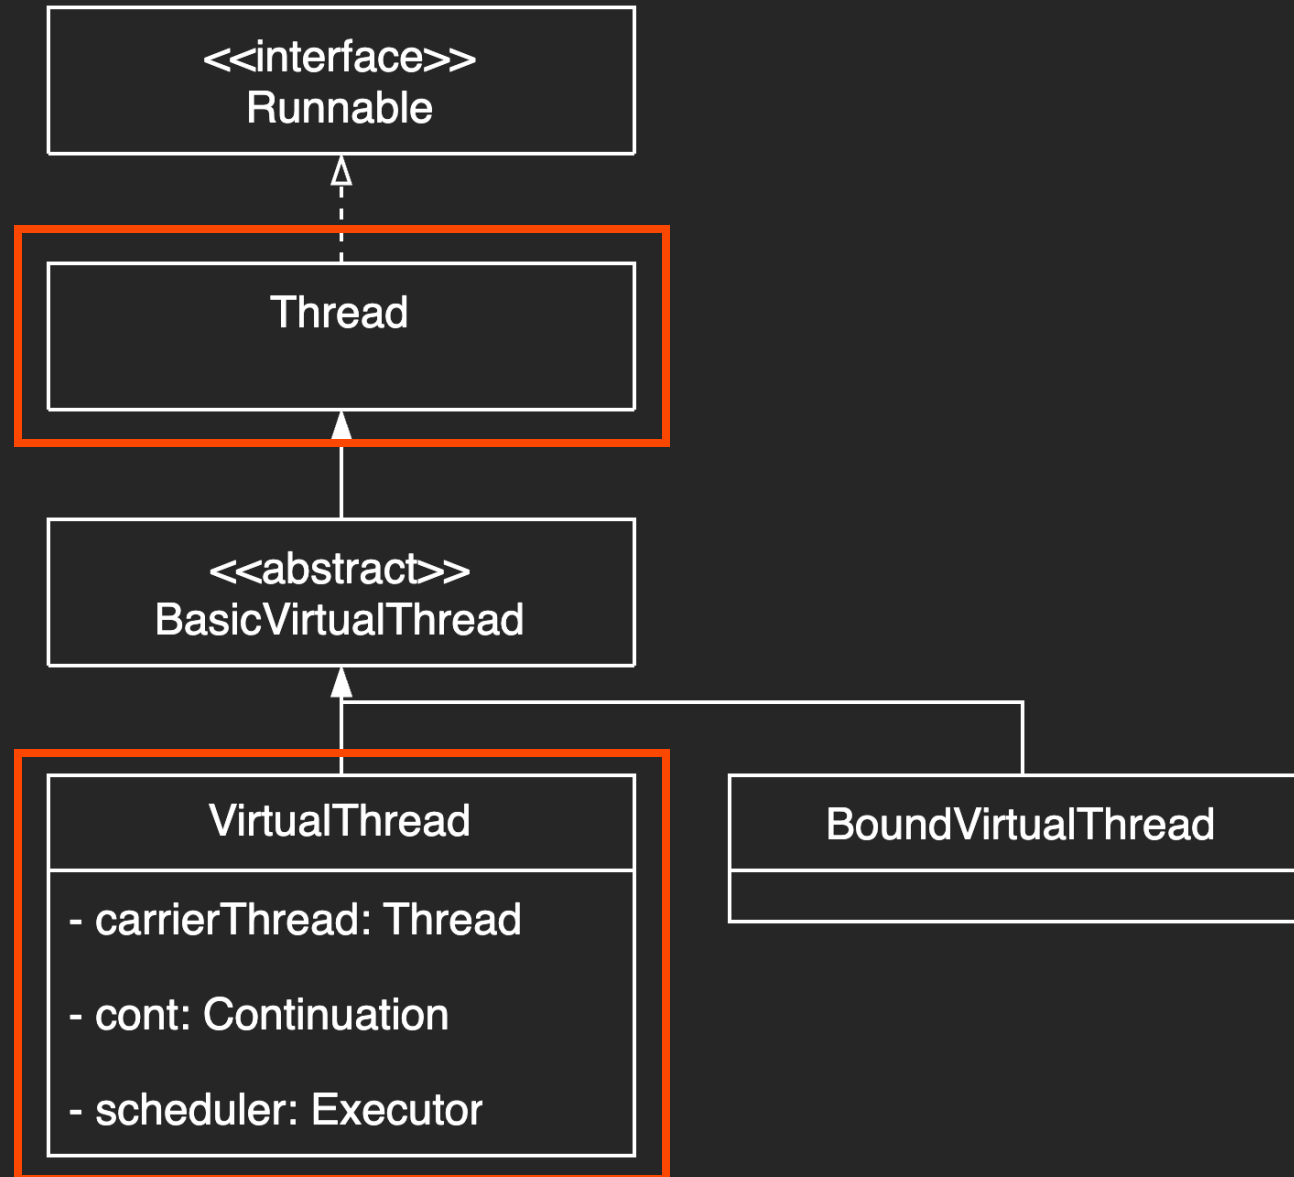 <<interface>>
Runnable
Thread
<<abstract>>
BasicVirtualThread
VirtualThread
- carrierThread: Thread
- cont: Continuation
- scheduler: Executor
BoundVirtualThread